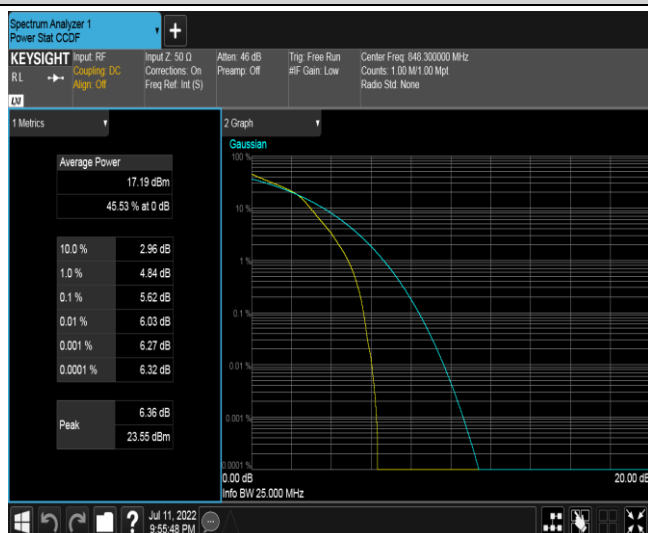 Spectrum Analyzer 1
Power Stat CCDF
+
KEYSIGHT
Input: RF
Input Z: 50 Ω
Atten: 46 dB
Trig: Free Run
Center Freq: 848.300000 MHz
RL
Coupling: DC
Corrections: On
Preamp: Off
#IF Gain: Low
Counts: 1.00 M/1.00 Mpt
Align: Off
Freq Ref: Int (S)
Radio Std: None
LXI
1 Metrics
Average Power
17.19 dBm
45.53 % at 0 dB
10.0 % 2.96 dB
1.0 % 4.84 dB
0.1 % 5.62 dB
0.01 % 6.03 dB
0.001 % 6.27 dB
0.0001 % 6.32 dB
Peak
6.36 dB
23.55 dBm
2 Graph
Gaussian
100 %
10 %
1 %
0.1 %
0.01 %
0.001 %
0.0001 %
0.00 dB
20.00 dB
Info BW 25.000 MHz
?
Jul 11, 2022
9:55:48 PM